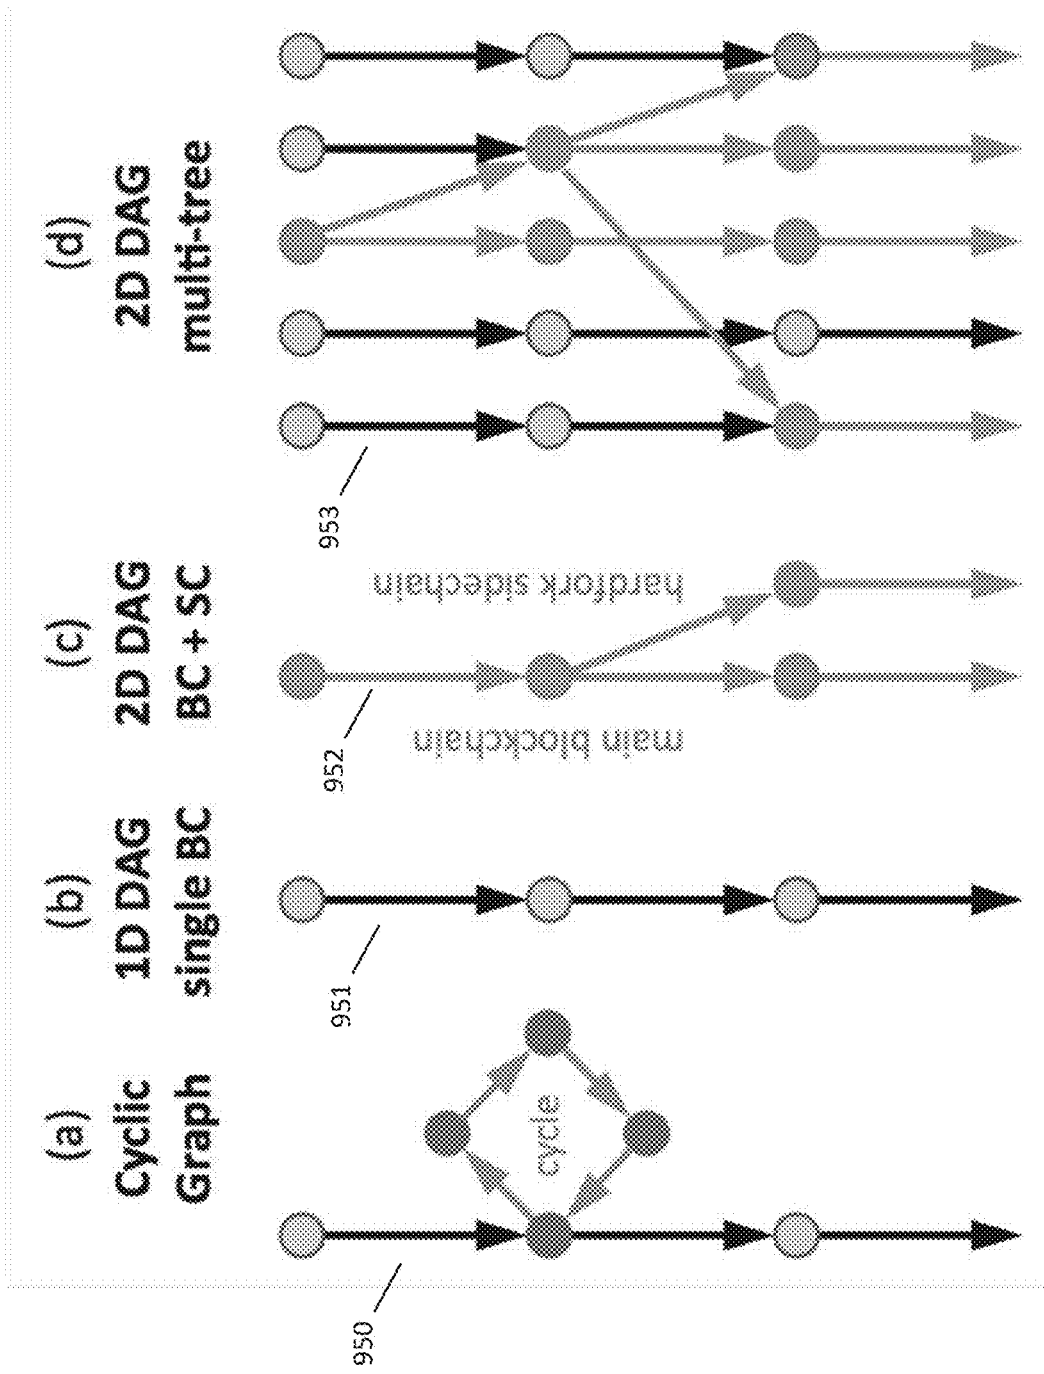 (a)
Cyclic
Graph
(b)
1D DAG
single BC
(c)
2D DAG
BC + SC
(d)
2D DAG
multi-tree
950
cycle
951
952
main blockchain
hardfork sidechain
953